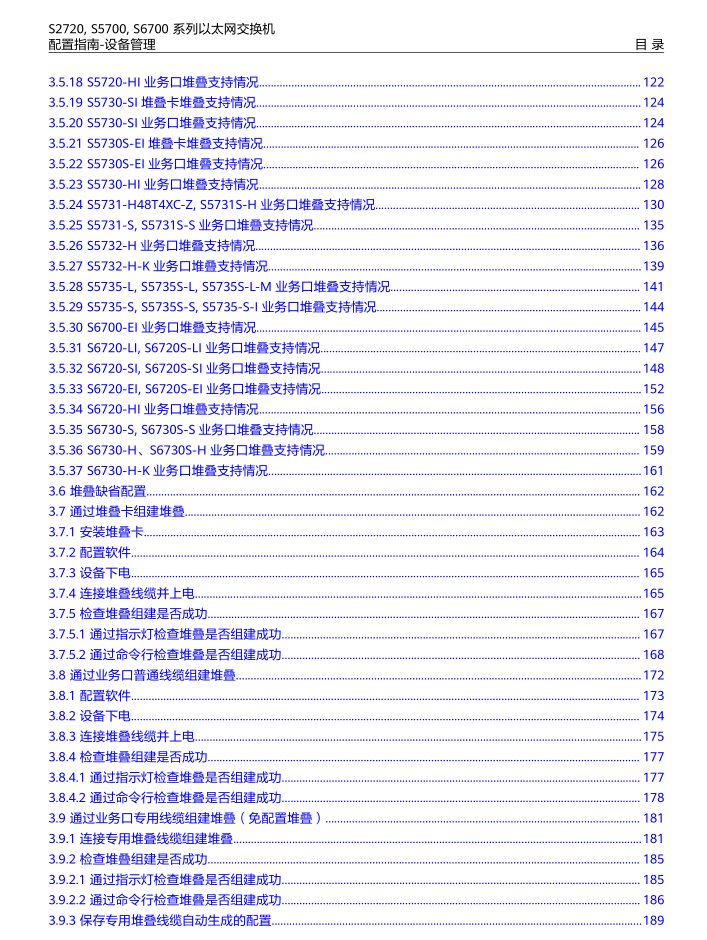 S2720, S5700, S6700 系列以太网交换机
配置指南-设备管理 目 录
3.5.18 S5720-HI 业务口堆叠支持情况 122
3.5.19 S5730-SI 堆叠卡堆叠支持情况 124
3.5.20 S5730-SI 业务口堆叠支持情况 124
3.5.21 S5730S-EI 堆叠卡堆叠支持情况 126
3.5.22 S5730S-EI 业务口堆叠支持情况 126
3.5.23 S5730-HI 业务口堆叠支持情况 128
3.5.24 S5731-H48T4XC-Z, S5731S-H 业务口堆叠支持情况 130
3.5.25 S5731-S, S5731S-S 业务口堆叠支持情况 135
3.5.26 S5732-H 业务口堆叠支持情况 136
3.5.27 S5732-H-K 业务口堆叠支持情况 139
3.5.28 S5735-L, S5735S-L, S5735S-L-M 业务口堆叠支持情况 141
3.5.29 S5735-S, S5735S-S, S5735-S-I 业务口堆叠支持情况 144
3.5.30 S6700-EI 业务口堆叠支持情况 145
3.5.31 S6720-LI, S6720S-LI 业务口堆叠支持情况 147
3.5.32 S6720-SI, S6720S-SI 业务口堆叠支持情况 148
3.5.33 S6720-EI, S6720S-EI 业务口堆叠支持情况 152
3.5.34 S6720-HI 业务口堆叠支持情况 156
3.5.35 S6730-S, S6730S-S 业务口堆叠支持情况 158
3.5.36 S6730-H、S6730S-H 业务口堆叠支持情况 159
3.5.37 S6730-H-K 业务口堆叠支持情况 161
3.6 堆叠缺省配置 162
3.7 通过堆叠卡组建堆叠 162
3.7.1 安装堆叠卡 163
3.7.2 配置软件 164
3.7.3 设备下电 165
3.7.4 连接堆叠线缆并上电 165
3.7.5 检查堆叠组建是否成功 167
3.7.5.1 通过指示灯检查堆叠是否组建成功 167
3.7.5.2 通过命令行检查堆叠是否组建成功 168
3.8 通过业务口普通线缆组建堆叠 172
3.8.1 配置软件 173
3.8.2 设备下电 174
3.8.3 连接堆叠线缆并上电 175
3.8.4 检查堆叠组建是否成功 177
3.8.4.1 通过指示灯检查堆叠是否组建成功 177
3.8.4.2 通过命令行检查堆叠是否组建成功 178
3.9 通过业务口专用线缆组建堆叠（免配置堆叠） 181
3.9.1 连接专用堆叠线缆组建堆叠 181
3.9.2 检查堆叠组建是否成功 185
3.9.2.1 通过指示灯检查堆叠是否组建成功 185
3.9.2.2 通过命令行检查堆叠是否组建成功 186
3.9.3 保存专用堆叠线缆自动生成的配置 189